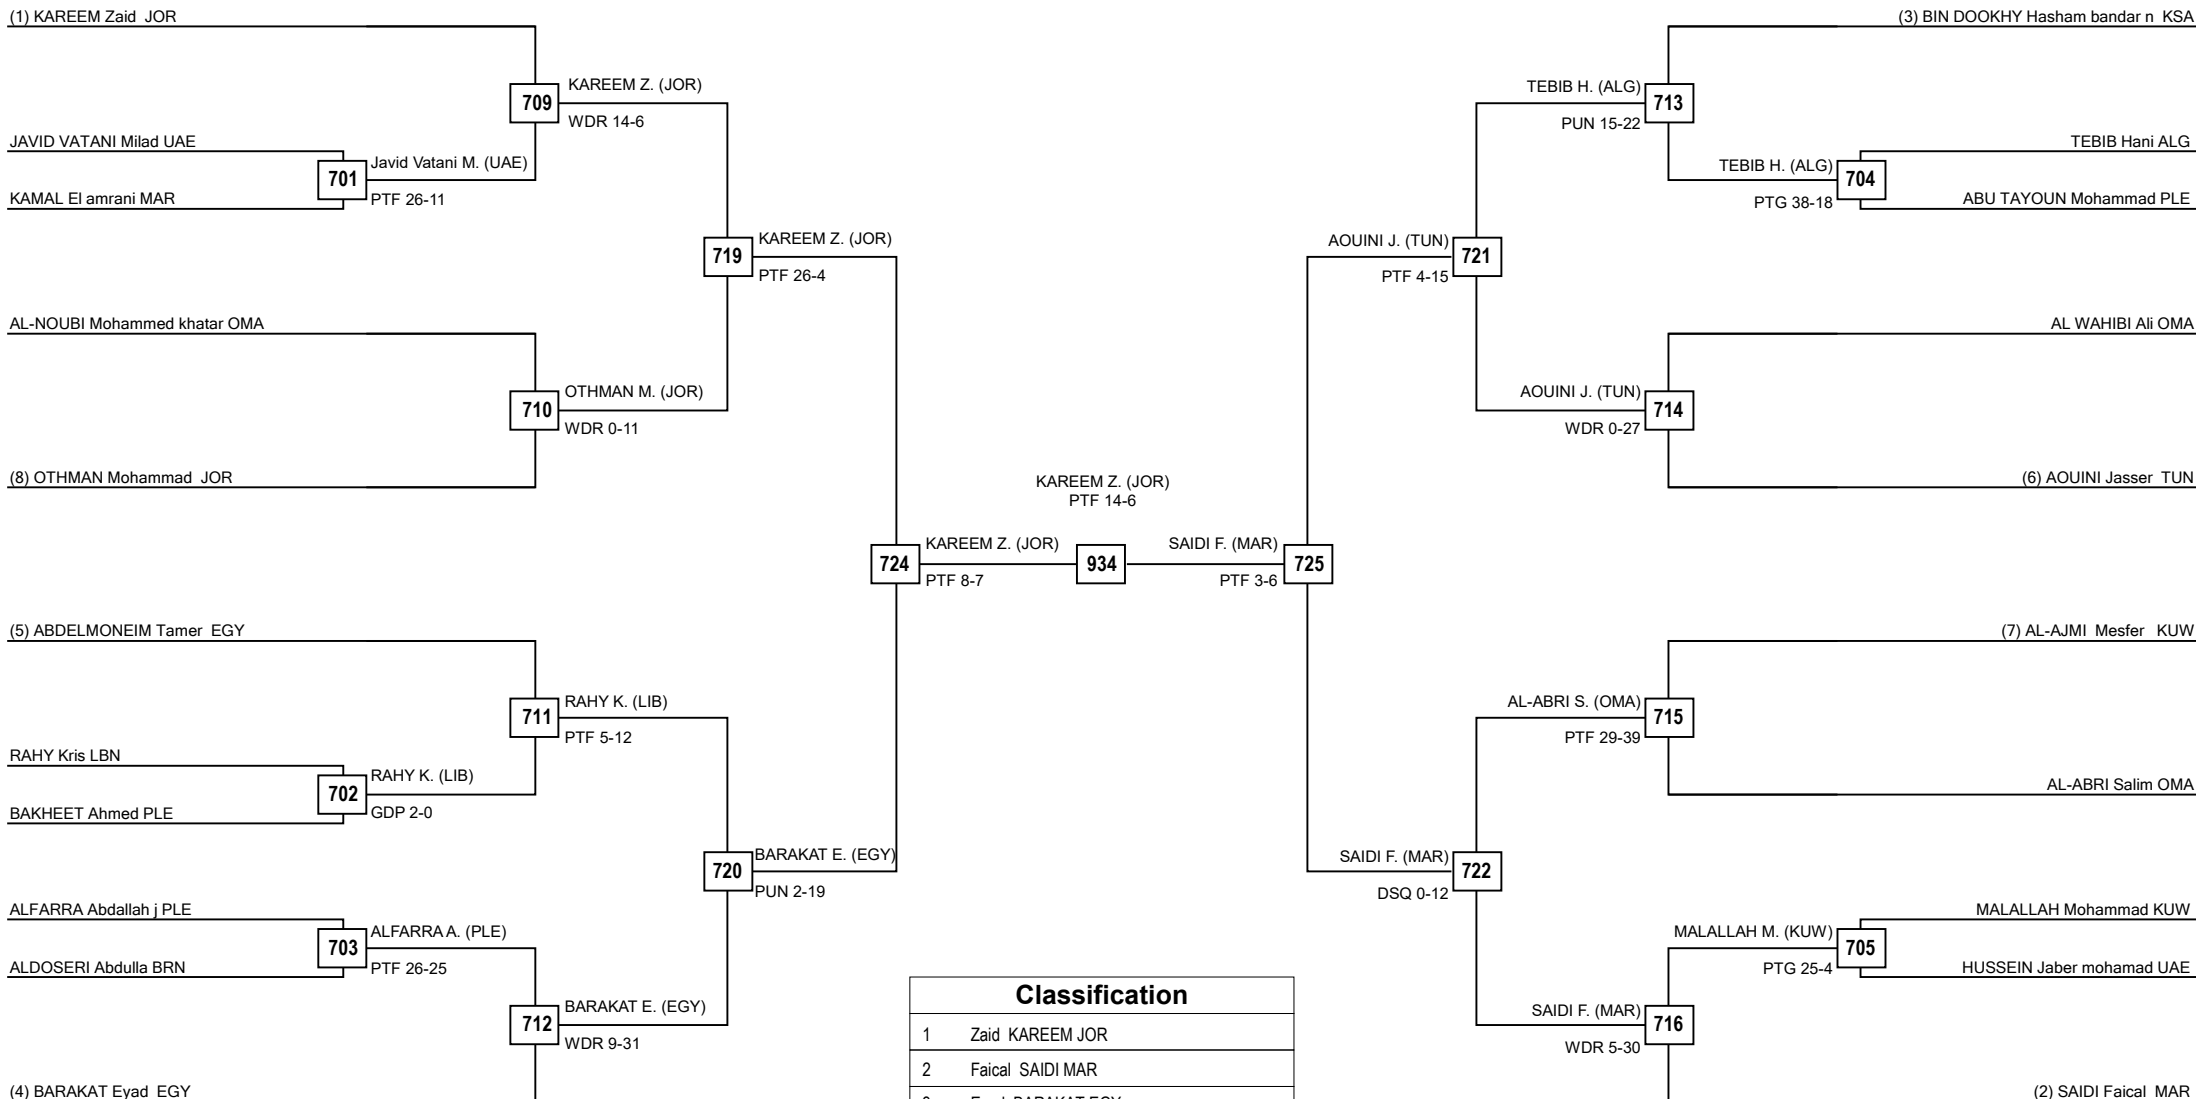 (1) KAREEM Zaid  JOR
709
KAREEM Z. (JOR)
WDR 14-6
JAVID VATANI Milad UAE
701
Javid Vatani M. (UAE)
KAMAL El amrani MAR
PTF 26-11
719
KAREEM Z. (JOR)
PTF 26-4
AL-NOUBI Mohammed khatar OMA
710
OTHMAN M. (JOR)
WDR 0-11
(8) OTHMAN Mohammad  JOR
724
KAREEM Z. (JOR)
PTF 8-7
(5) ABDELMONEIM Tamer  EGY
711
RAHY K. (LIB)
PTF 5-12
RAHY Kris LBN
702
RAHY K. (LIB)
BAKHEET Ahmed PLE
GDP 2-0
720
BARAKAT E. (EGY)
PUN 2-19
ALFARRA Abdallah j PLE
703
ALFARRA A. (PLE)
ALDOSERI Abdulla BRN
PTF 26-25
712
BARAKAT E. (EGY)
WDR 9-31
(4) BARAKAT Eyad  EGY
KAREEM Z. (JOR)
PTF 14-6
934
(3) BIN DOOKHY Hasham bandar n  KSA
TEBIB H. (ALG)
713
PUN 15-22
TEBIB Hani ALG
TEBIB H. (ALG)
704
PTG 38-18
ABU TAYOUN Mohammad PLE
AOUINI J. (TUN)
721
PTF 4-15
AL WAHIBI Ali OMA
AOUINI J. (TUN)
714
WDR 0-27
(6) AOUINI Jasser  TUN
SAIDI F. (MAR)
725
PTF 3-6
(7) AL-AJMI  Mesfer   KUW
AL-ABRI S. (OMA)
715
PTF 29-39
AL-ABRI Salim OMA
SAIDI F. (MAR)
722
DSQ 0-12
MALALLAH Mohammad KUW
MALALLAH M. (KUW)
705
PTG 25-4
HUSSEIN Jaber mohamad UAE
SAIDI F. (MAR)
716
WDR 5-30
(2) SAIDI Faical  MAR
Classification
1 Zaid  KAREEM JOR
2 Faical  SAIDI MAR
BARAKAT EGY